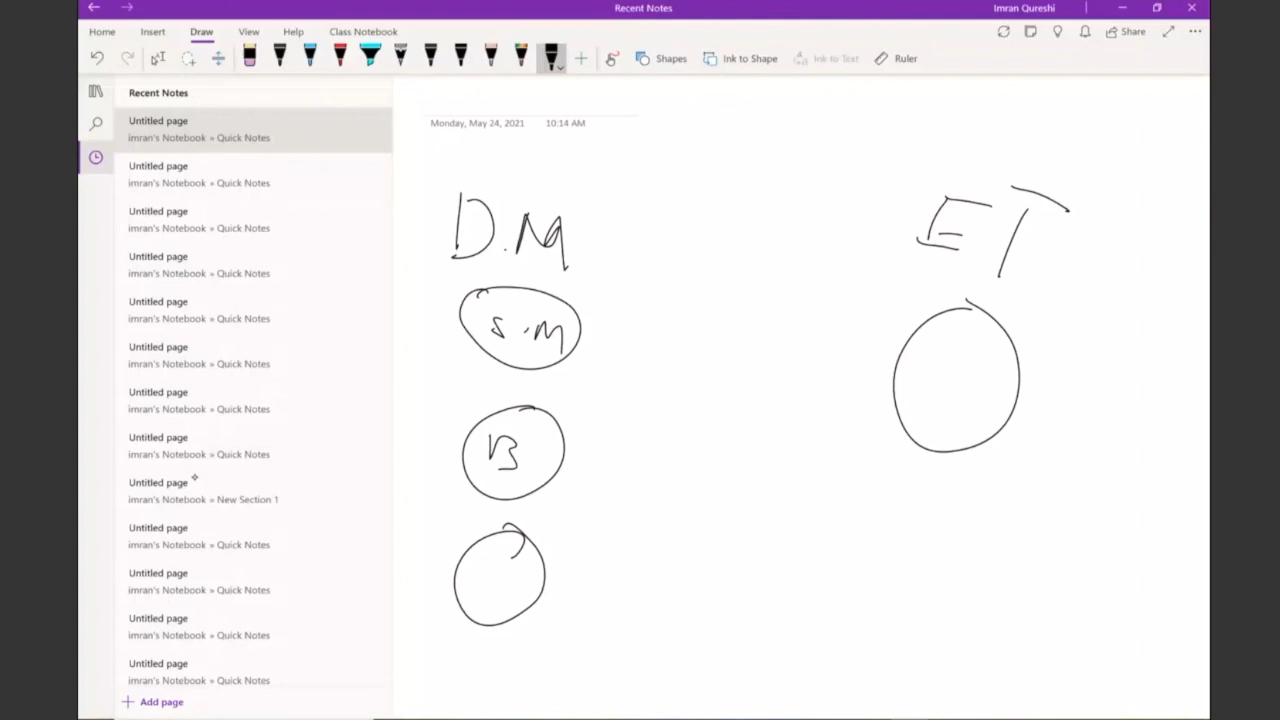 Recent Notes
Imran Qureshi
Home Insert Draw View Help Class Notebook
Share
Shapes Ink to Shape Ink to Text Ruler
Recent Notes
Untitled page
imran's Notebook » Quick Notes
Untitled page
imran's Notebook » Quick Notes
Untitled page
imran's Notebook » Quick Notes
Untitled page
imran's Notebook » Quick Notes
Untitled page
imran's Notebook » Quick Notes
Untitled page
imran's Notebook » Quick Notes
Untitled page
imran's Notebook » Quick Notes
Untitled page
imran's Notebook » Quick Notes
Untitled page
imran's Notebook » New Section 1
Untitled page
imran's Notebook » Quick Notes
Untitled page
imran's Notebook » Quick Notes
Untitled page
imran's Notebook » Quick Notes
Untitled page
imran's Notebook » Quick Notes
Add page
Monday, May 24, 2021 10:14 AM
D.M
ET
S.M
B